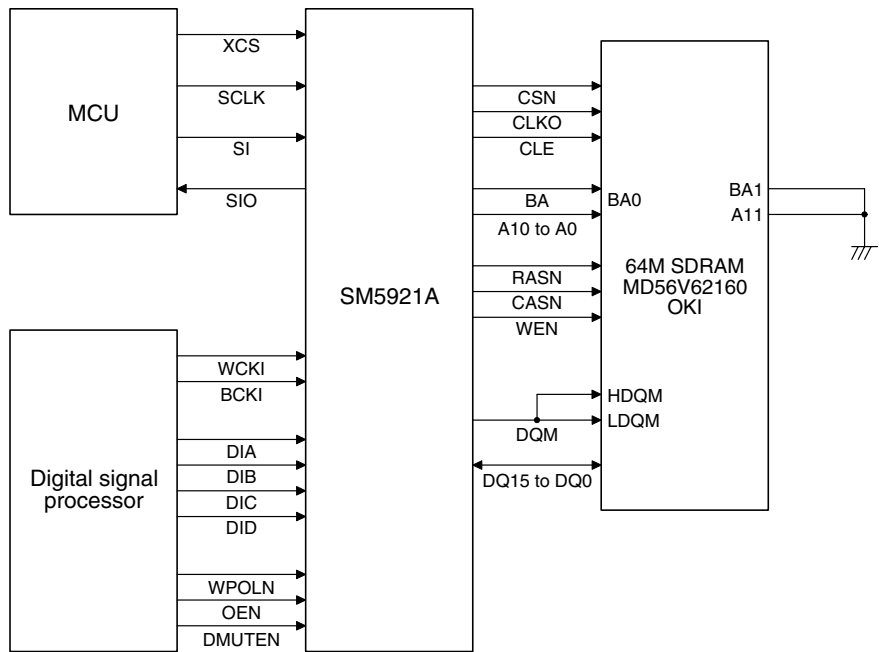 MCU
XCS
SCLK
SI
SIO
SM5921A
CSN
CLKO
CLE
BA
A10 to A0
RASN
CASN
WEN
DQM
DQ15 to DQ0
BA0
BA1
A11
64M SDRAM
MD56V62160
OKI
HDQM
LDQM
Digital signal
processor
WCKI
BCKI
DIA
DIB
DIC
DID
WPOLN
OEN
DMUTEN